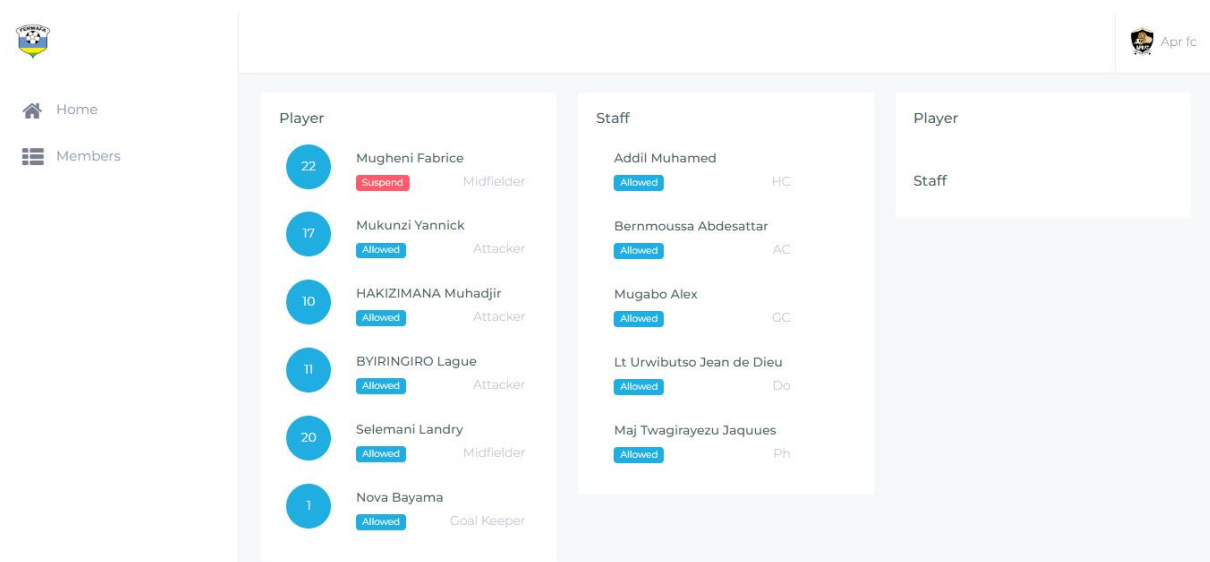 FERWAFA
Apr fc
Home
Members
Player
22
Mugheni Fabrice
Suspend Midfielder
17
Mukunzi Yannick
Allowed Attacker
10
HAKIZIMANA Muhadjir
Allowed Attacker
11
BYIRINGIRO Lague
Allowed Attacker
20
Selemani Landry
Allowed Midfielder
1
Nova Bayama
Allowed Goal Keeper
Staff
Addil Muhamed
Allowed HC
Bernmoussa Abdesattar
Allowed AC
Mugabo Alex
Allowed GC
Lt Urwibutso Jean de Dieu
Allowed Do
Maj Twagirayezu Jaquues
Allowed Ph
Player
Staff